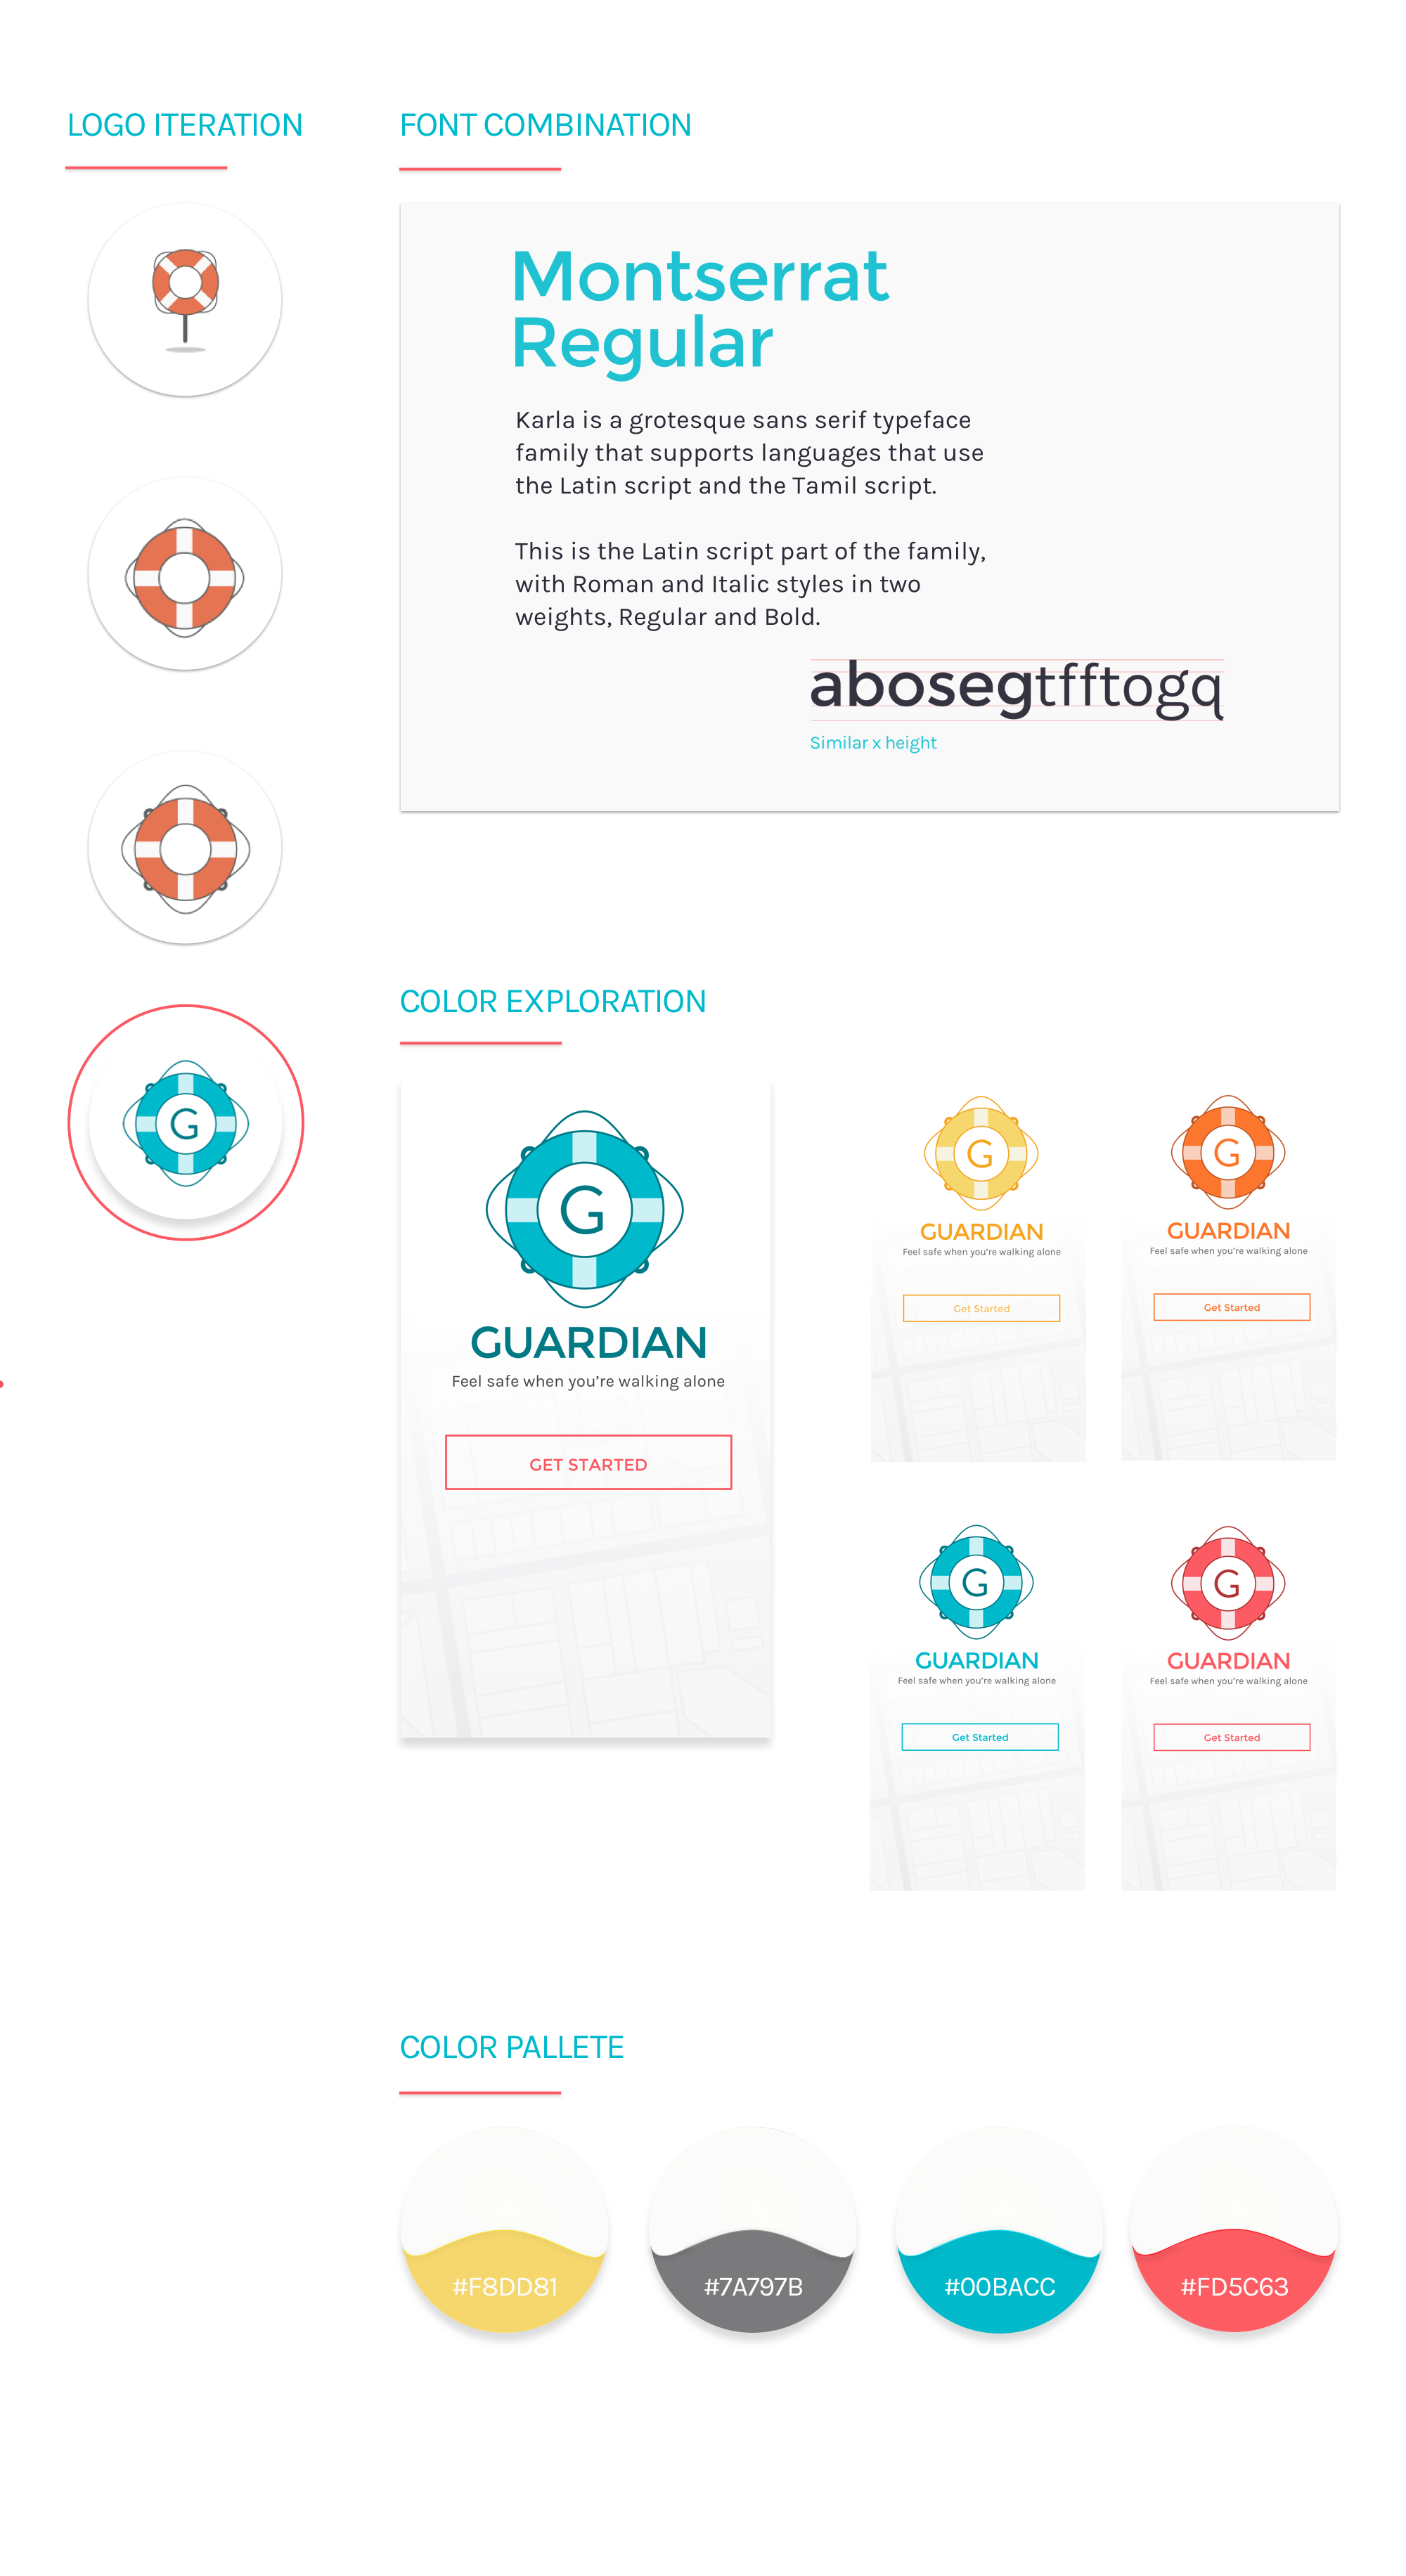 LOGO ITERATION
FONT COMBINATION
Montserrat
Regular
Karla is a grotesque sans serif typeface
family that supports languages that use
the Latin script and the Tamil script.
This is the Latin script part of the family,
with Roman and Italic styles in two
weights, Regular and Bold.
abosegtfftogq
Similar x height
G
COLOR EXPLORATION
G
GUARDIAN
Feel safe when you're walking alone
GET STARTED
G
GUARDIAN
Feel safe when you're walking alone
Get Started
G
GUARDIAN
Feel safe when you're walking alone
Get Started
G
GUARDIAN
Feel safe when you're walking alone
Get Started
G
GUARDIAN
Feel safe when you're walking alone
Get Started
COLOR PALLETE
#F8DD81
#7A797B
#00BACC
#FD5C63